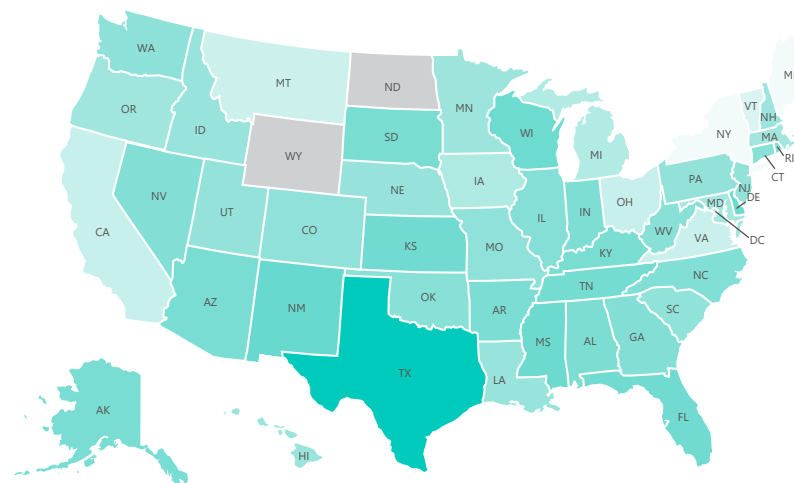 WA
MT
ND
MN
VT
NH
OR
ID
SD
WI
NY
MA
RI
WY
MI
CT
NV
NE
IA
PA
NJ
UT
IL
IN
OH
MD
DE
CA
CO
MO
WV
VA
DC
KS
KY
AZ
NM
OK
TN
NC
AR
SC
MS
AL
GA
TX
LA
AK
FL
HI